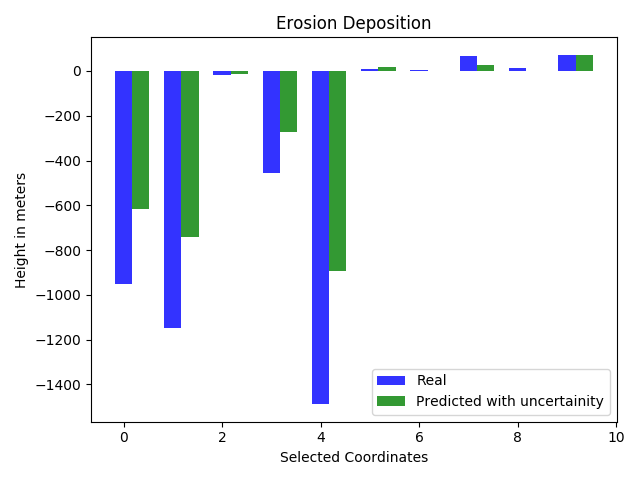 Erosion Deposition
Height in meters
0
−200
−400
−600
−800
−1000
−1200
−1400
0 2 4 6 8 10
Selected Coordinates
Real
Predicted with uncertainity